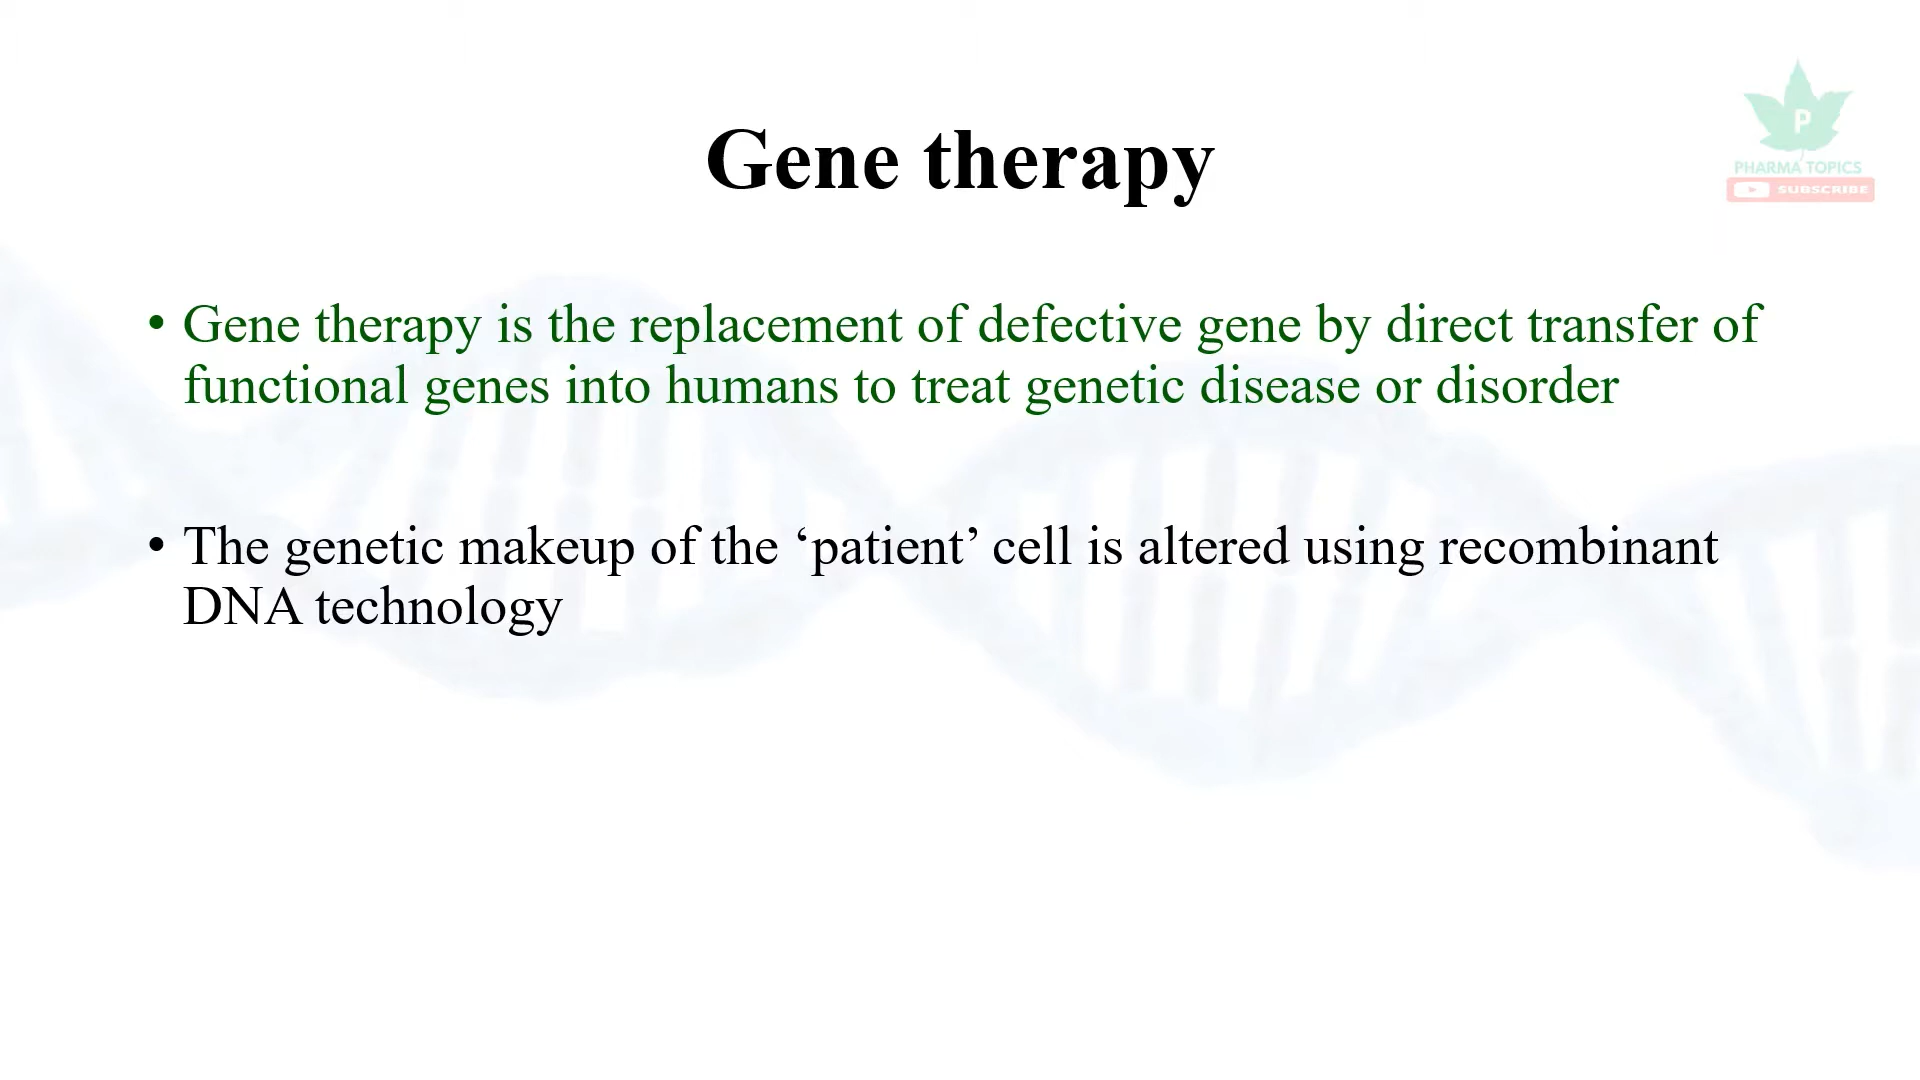 P
PHARMA TOPICS
SUBSCRIBE
Gene therapy
• Gene therapy is the replacement of defective gene by direct transfer of
functional genes into humans to treat genetic disease or disorder
• The genetic makeup of the ‘patient’ cell is altered using recombinant
DNA technology